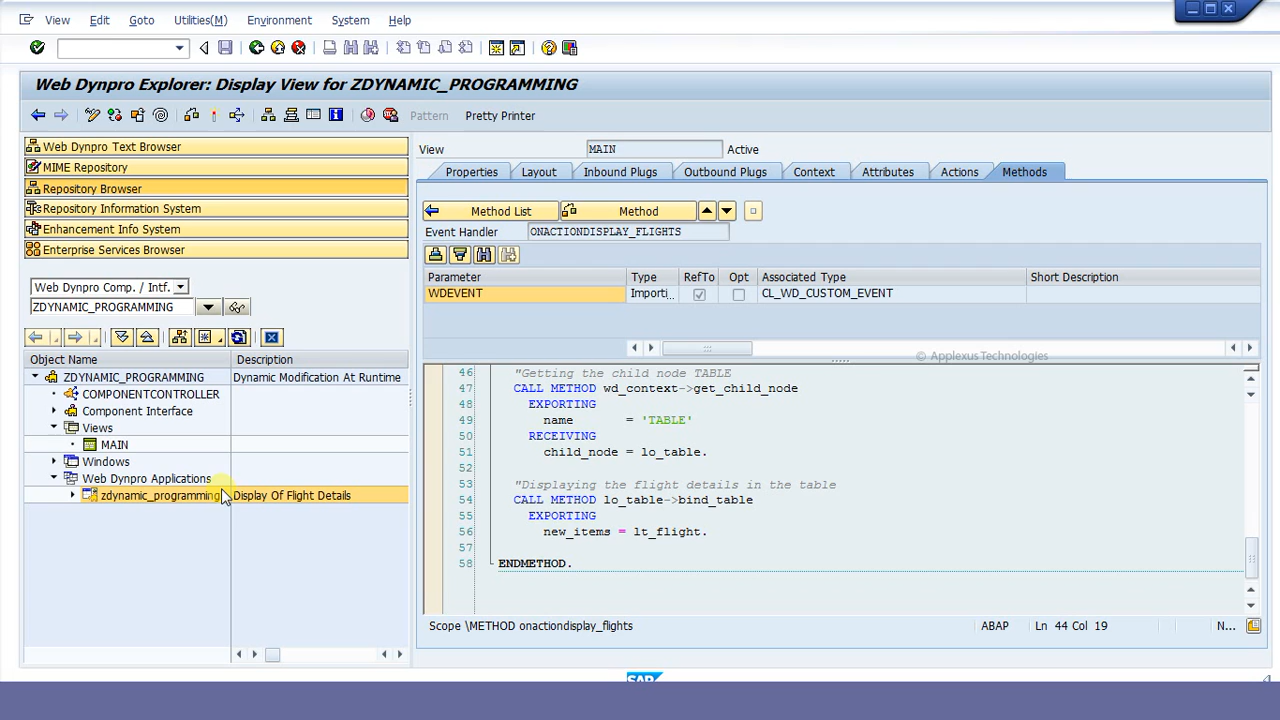 View Edit Goto Utilities(M) Environment System Help
Web Dynpro Explorer: Display View for ZDYNAMIC_PROGRAMMING
Pattern Pretty Printer
Web Dynpro Text Browser
MIME Repository
Repository Browser
Repository Information System
Enhancement Info System
Enterprise Services Browser
Web Dynpro Comp. / Intf.
ZDYNAMIC_PROGRAMMING
Object Name Description
ZDYNAMIC_PROGRAMMING Dynamic Modification At Runtime
COMPONENTCONTROLLER
Component Interface
Views
MAIN
Windows
Web Dynpro Applications
zdynamic_programming Display Of Flight Details
View MAIN Active
Properties Layout Inbound Plugs Outbound Plugs Context Attributes Actions Methods
Method List Method
Event Handler ONACTIONDISPLAY_FLIGHTS
Parameter Type RefTo Opt Associated Type Short Description
WDEVENT Importi... CL_WD_CUSTOM_EVENT
© Applexus Technologies
46 "Getting the child node TABLE
47 CALL METHOD wd_context->get_child_node
48 EXPORTING
49 name = 'TABLE'
50 RECEIVING
51 child_node = lo_table.
52
53 "Displaying the flight details in the table
54 CALL METHOD lo_table->bind_table
55 EXPORTING
56 new_items = lt_flight.
57
58 ENDMETHOD.
Scope \METHOD onactiondisplay_flights ABAP Ln 44 Col 19 N...
SAP